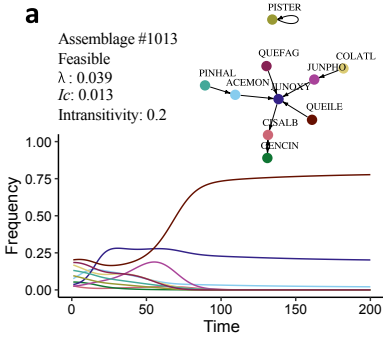 a
Assemblage #1013
Feasible
λ : 0.039
Ic: 0.013
Intransitivity: 0.2
PISTER
QUEFAG
COLATL
JUNPHO
PINHAL
ACEMON
JUNOXY
QUEILE
CISALB
GENCIN
1.00
0.75
0.50
0.25
0.00
Frequency
0
50
100
150
200
Time